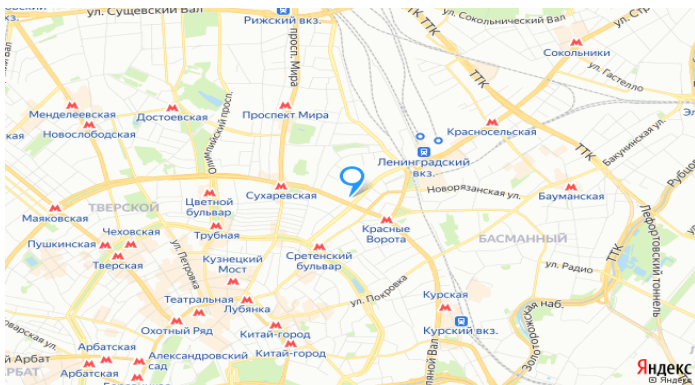 ул. Сущевский Вал
Рижский вкз.
ул. Сокольнический Вал
ТТК
просп. Мира
Сокольники
ул. Гастелло
ТТК
Менделеевская
Достоевская
Олимпийский просп.
Проспект Мира
Новослободская
Красносельская
Бакунинская ул.
ТТК
Ленинградский
вкз.
Рубцо
Новорязанская ул.
Бауманская
Сухаревская
Цветной
бульвар
ТВЕРСКОЙ
Маяковская
Лефортовский тоннель
Чеховская
Трубная
Красные
Ворота
Пушкинская
БАСМАННЫЙ
Тверская
ул. Петровка
Кузнецкий
Мост
Сретенский
бульвар
ТТК
ул. Радио
Театральная
Лубянка
ул. Покровка
Курская
Охотный Ряд
Китай-город
Курский вкз.
Китай-город
Арбатская
Александровский
сад
Арбатская
Яндекс
© Яндекс